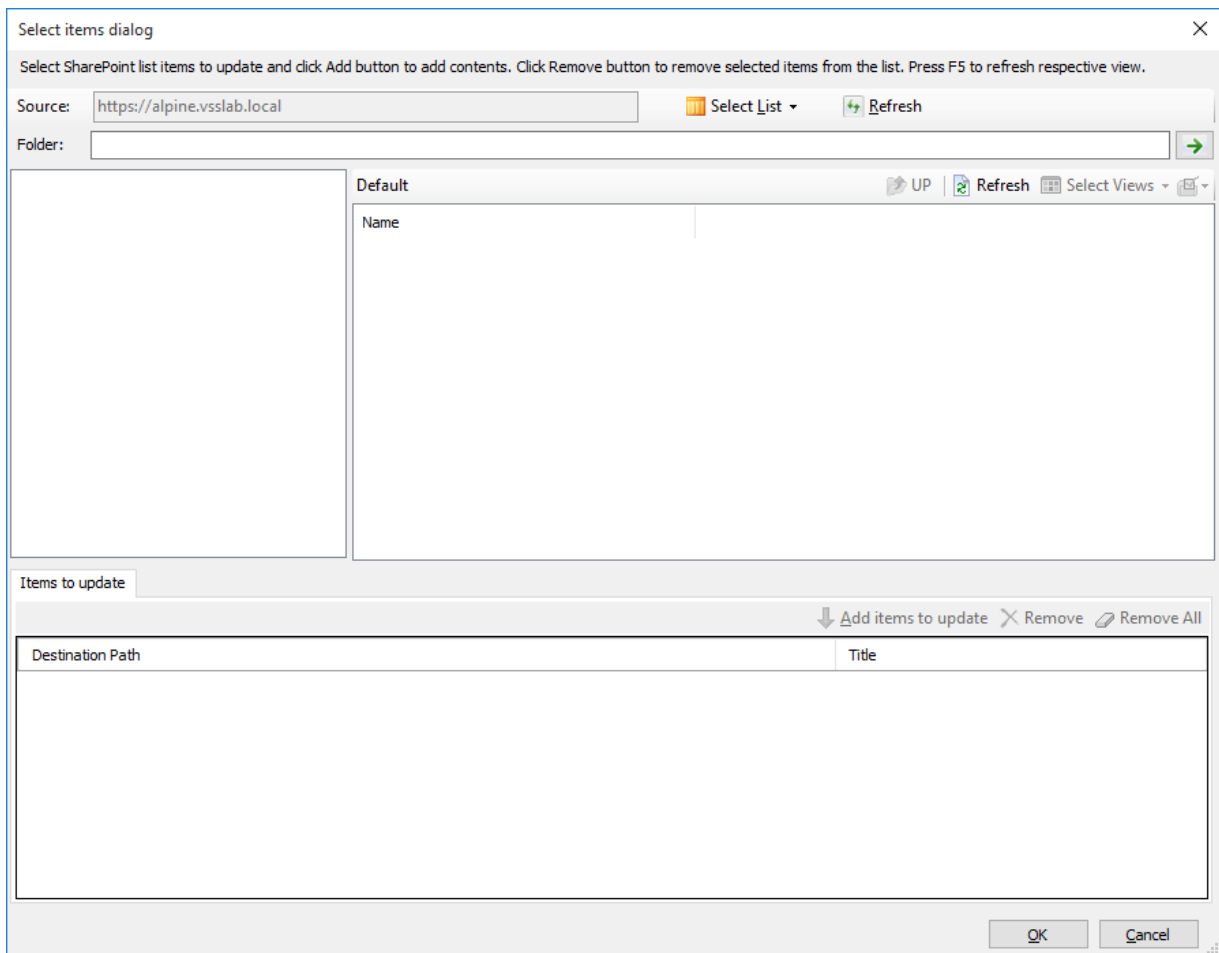 Select items dialog
Select SharePoint list items to update and click Add button to add contents. Click Remove button to remove selected items from the list. Press F5 to refresh respective view.
Source: https://alpine.vsslab.local Select List Refresh
Folder:
Default UP Refresh Select Views
Name
Items to update
Add items to update Remove Remove All
Destination Path Title
OK Cancel